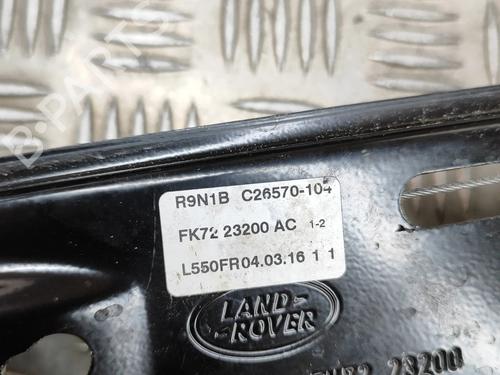 B-PARTS
R9N1B C26570-104
FK72 23200 AC 1-2
L550FR04.03.16 1 1
LAND-
-ROVER
23200